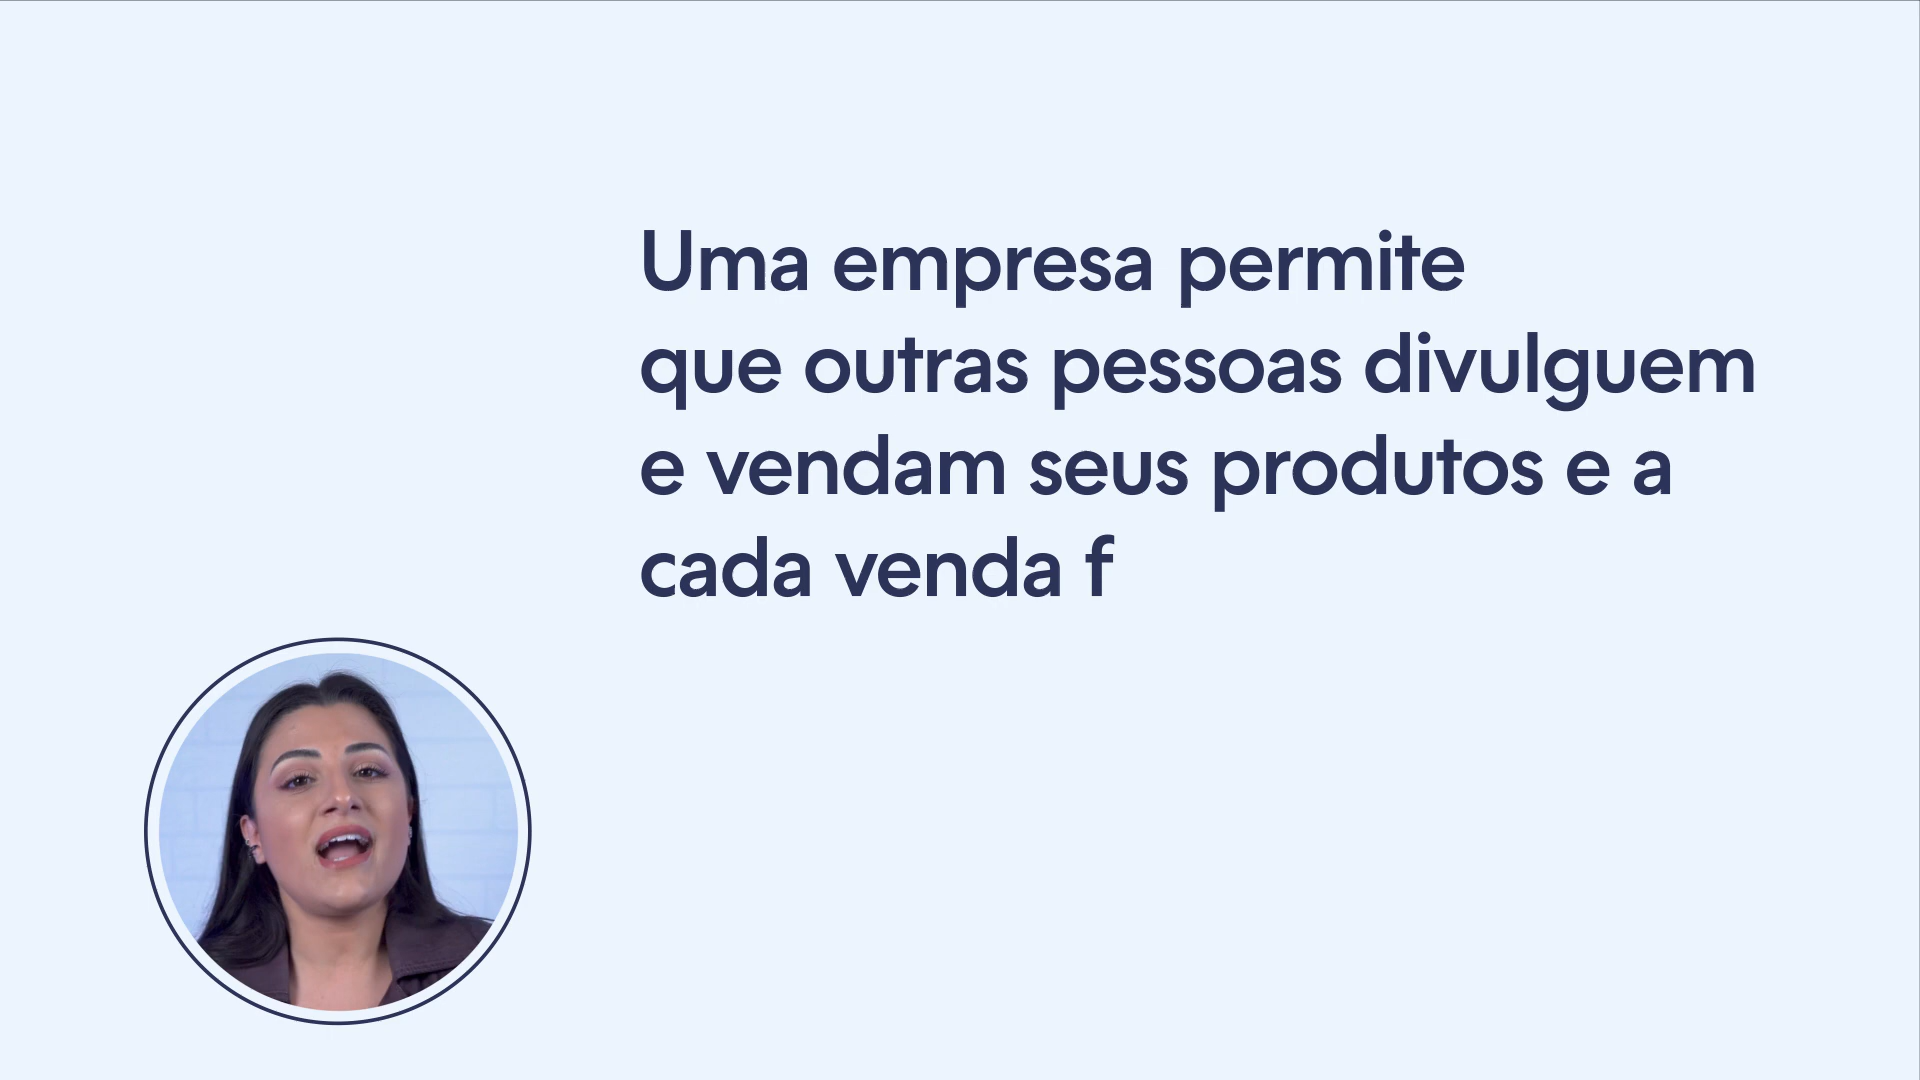 Uma empresa permite
que outras pessoas divulguem
e vendam seus produtos e a
cada venda f